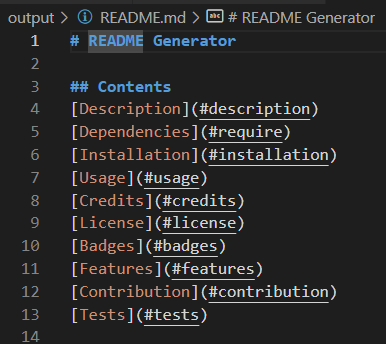 output > README.md > # README Generator
1 # README Generator
2
3 ## Contents
4 [Description](#description)
5 [Dependencies](#require)
6 [Installation](#installation)
7 [Usage](#usage)
8 [Credits](#credits)
9 [License](#license)
10 [Badges](#badges)
11 [Features](#features)
12 [Contribution](#contribution)
13 [Tests](#tests)
14